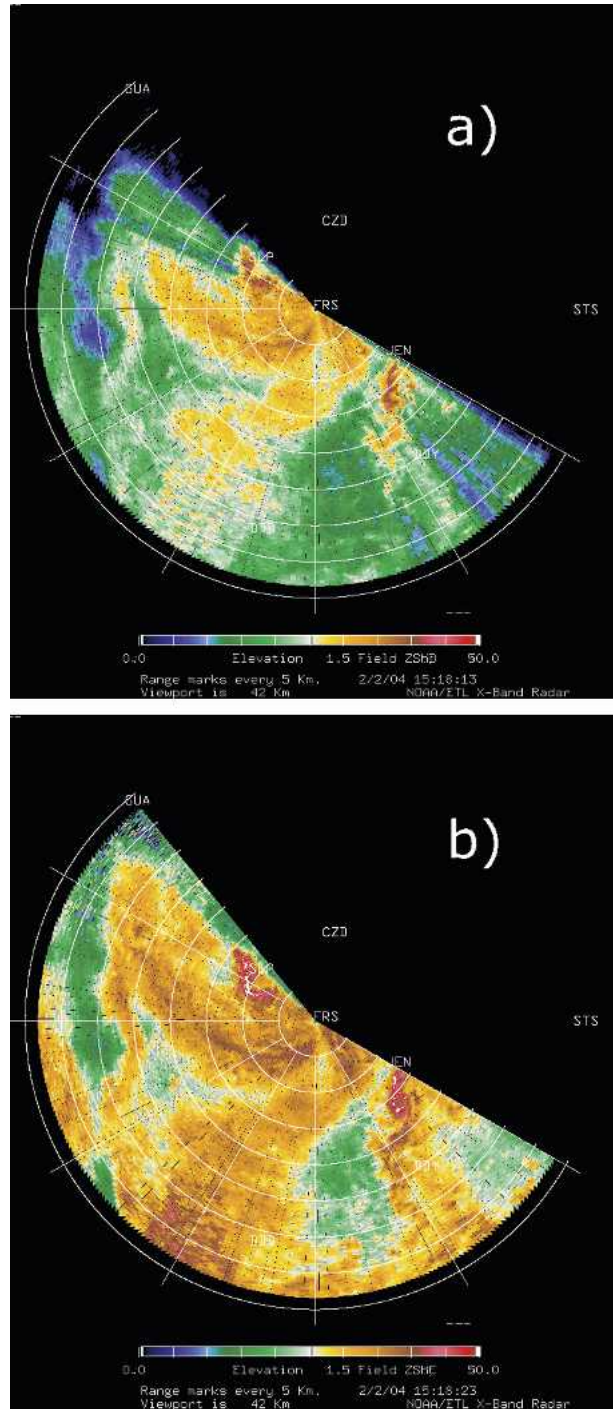 a)
GUA
CZD
FRS
STS
JEN
0.0 Elevation 1.5 Field ZShD 50.0
Range marks every 5 Km. 2/2/04 15:18:13
Viewport is 42 Km NOAA/ETL X-Band Radar
b)
GUA
CZD
FRS
STS
JEN
0.0 Elevation 1.5 Field ZShE 50.0
Range marks every 5 Km. 2/2/04 15:18:23
Viewport is 42 Km NOAA/ETL X-Band Radar